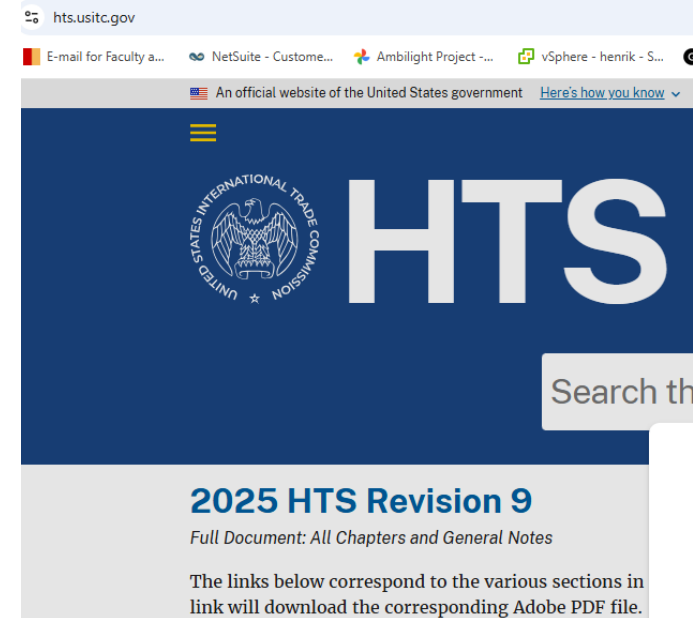 hts.usitc.gov
E-mail for Faculty a... NetSuite - Custome... Ambilight Project -... vSphere - henrik - S...
An official website of the United States government Here's how you know
UNITED STATES INTERNATIONAL TRADE COMMISSION
HTS
Search th
2025 HTS Revision 9
Full Document: All Chapters and General Notes
The links below correspond to the various sections in
link will download the corresponding Adobe PDF file.